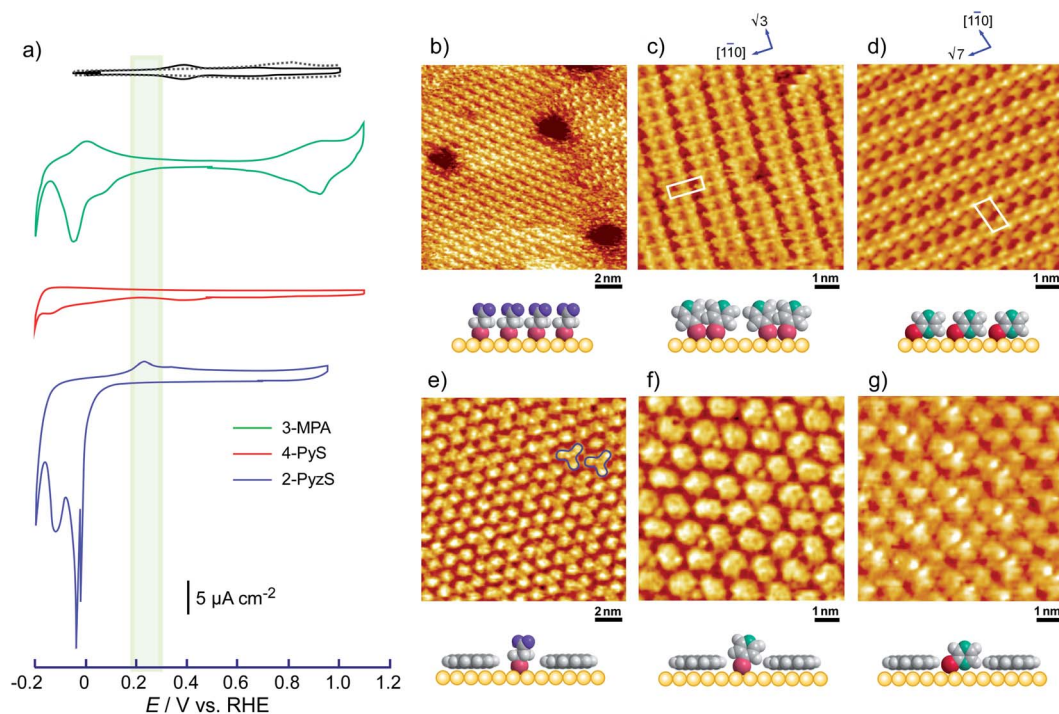 a)
3-MPA
4-PyS
2-PyzS
5 µA cm-2
-0.2 0 0.2 0.4 0.6 0.8 1.0 1.2
E / V vs. RHE
b)
2 nm
c)
√3
[11̅0]
1 nm
d)
[11̅0]
√7
1 nm
e)
2 nm
f)
1 nm
g)
1 nm